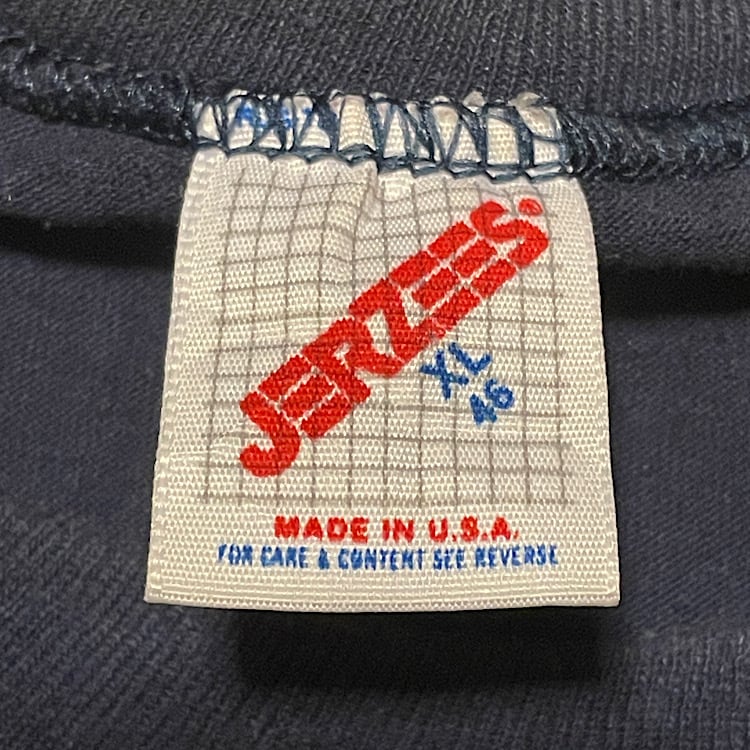 JERZEES
XL
46
MADE IN U.S.A.
FOR CARE & CONTENT SEE REVERSE